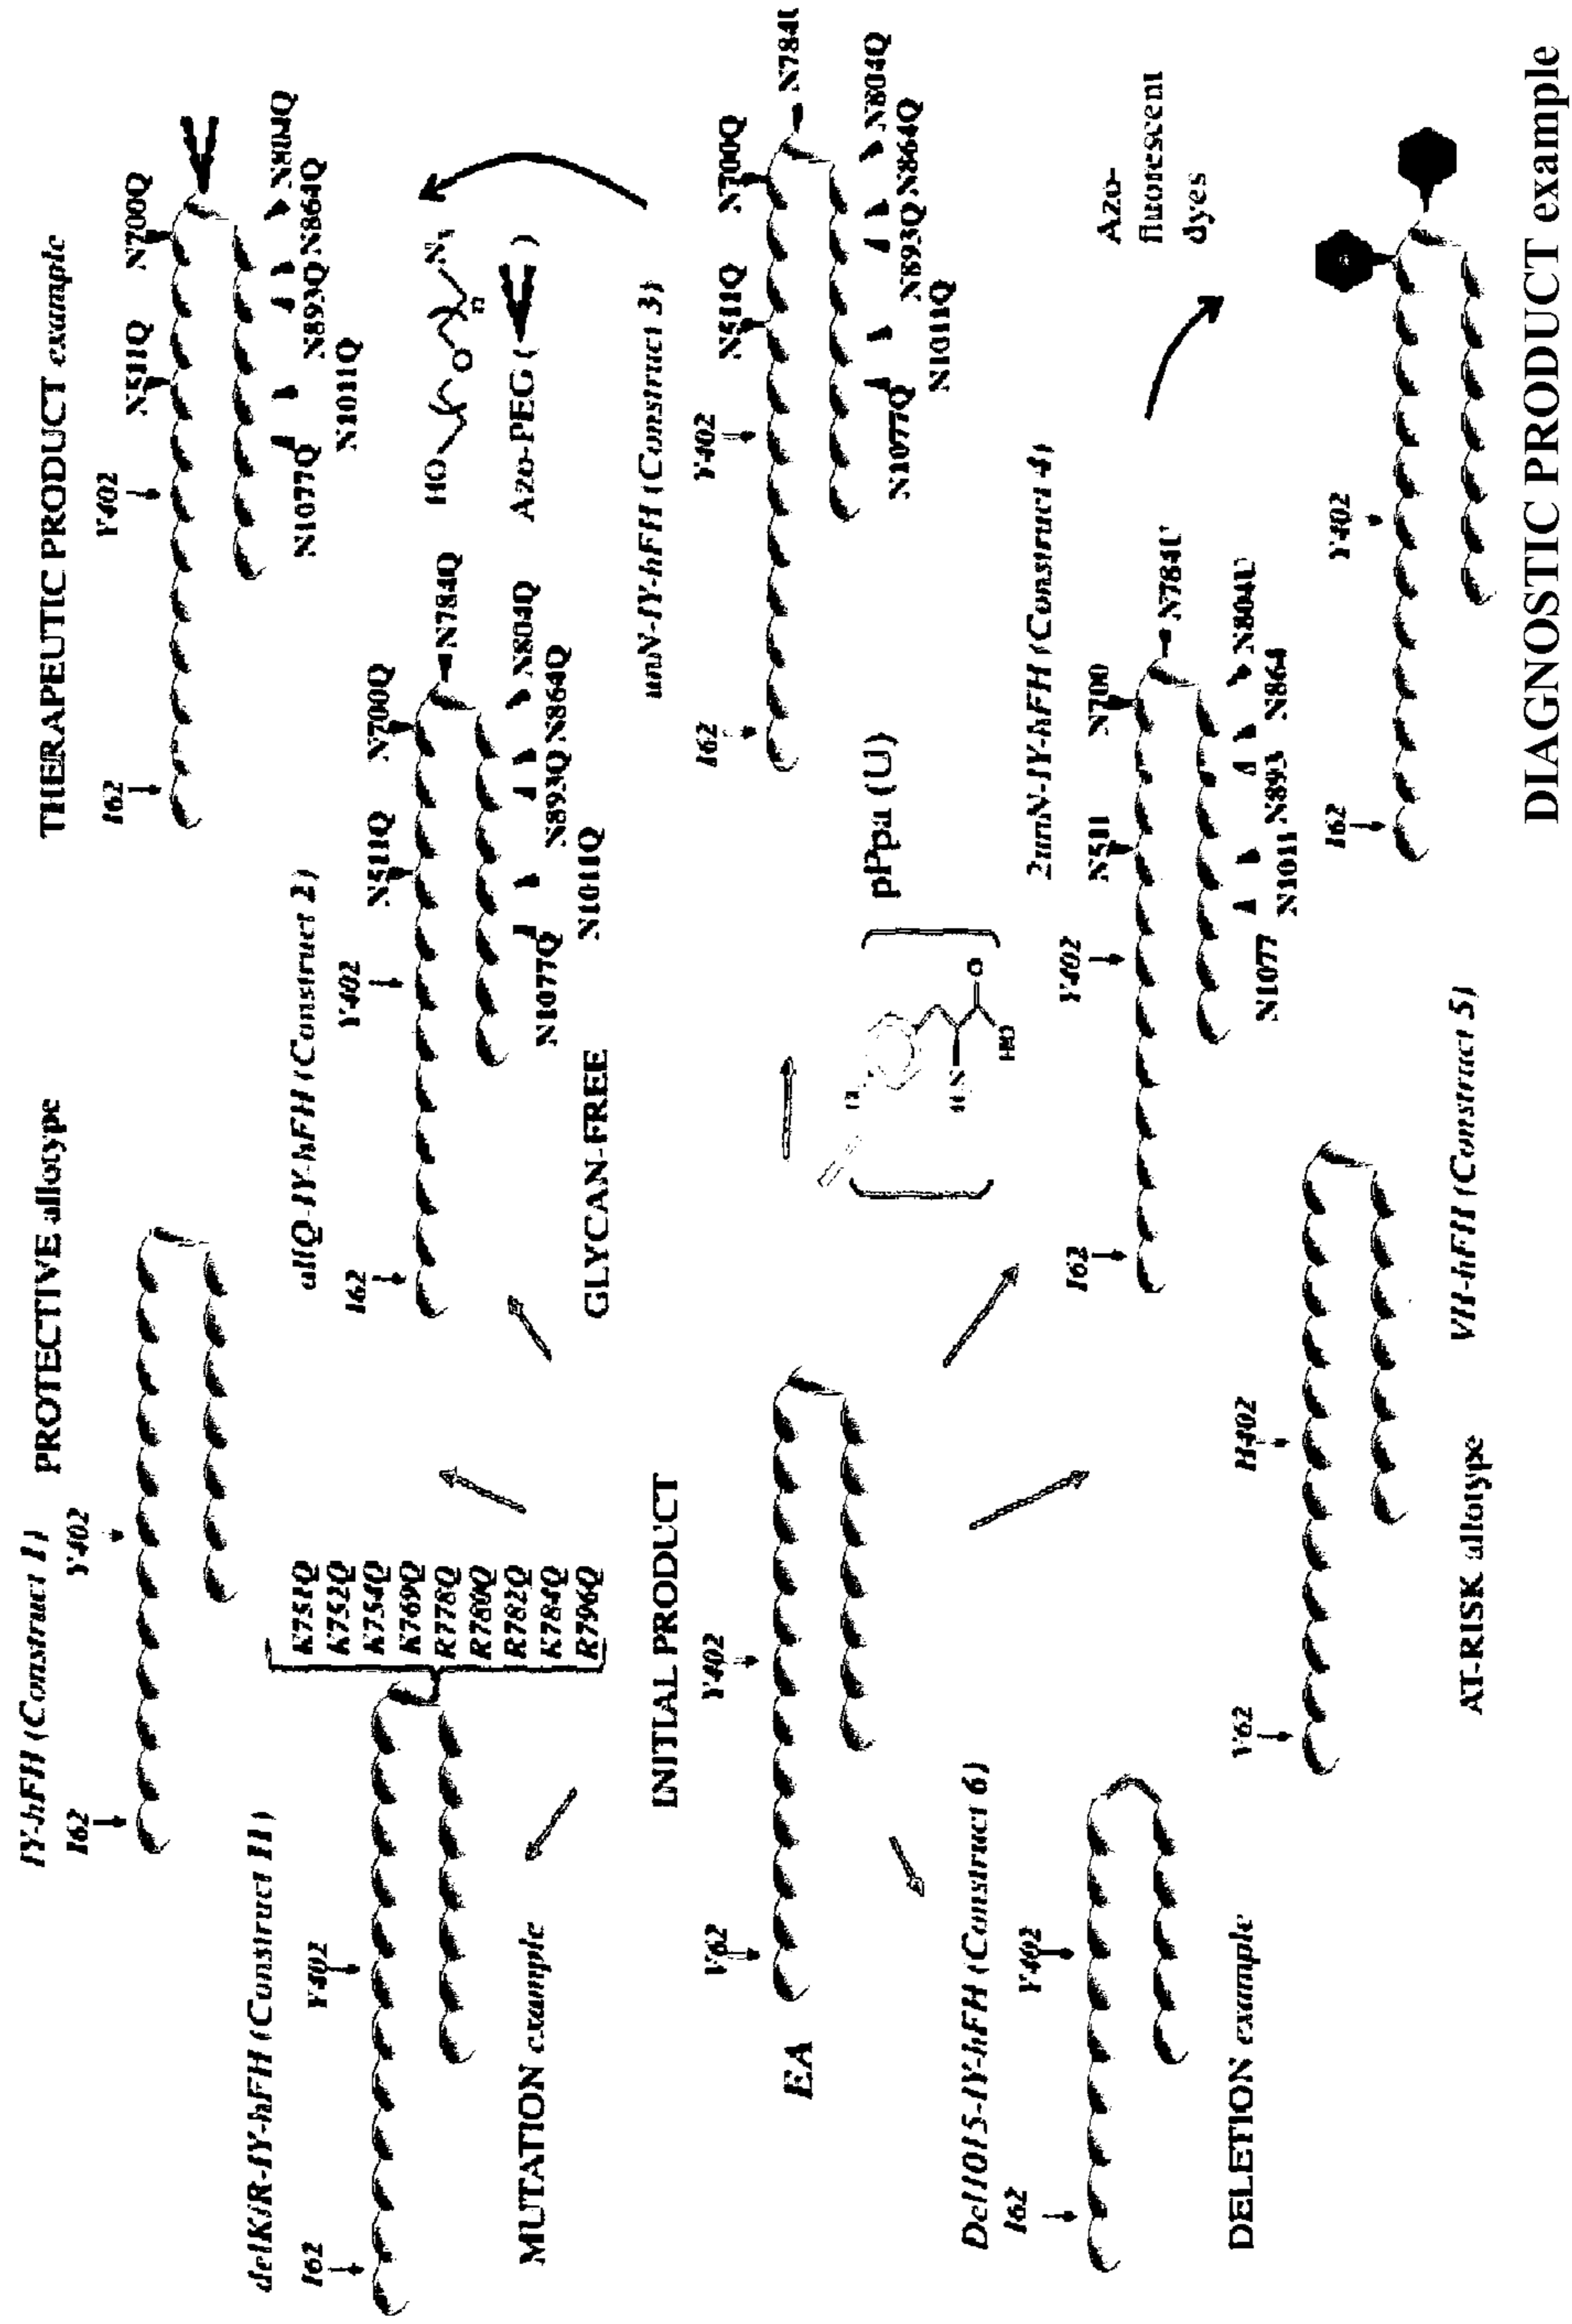 IY-hFH (Construct 1)
PROTECTIVE allotype
I62
Y402
THERAPEUTIC PRODUCT example
I62
Y402
N511Q
N700Q
N804Q
N893Q N864Q
N1077Q
N1011Q
delK/R-IY-hFH (Construct 11)
I62
Y402
K751Q
K752Q
K754Q
K769Q
R778Q
R780Q
R782Q
K784Q
R796Q
MUTATION example
allQ-IY-hFH (Construct 2)
I62
Y402
N511Q
N700Q
N784Q
N804Q
N893Q N864Q
N1077Q
N1011Q
GLYCAN-FREE
HO
O
n
Azo-PEG ( )
INITIAL PRODUCT
EA
V62
Y402
unN-IY-hFH (Construct 3)
I62
Y402
N511Q
N700Q
N804Q
N893Q N864Q
N1077Q
N1011Q
pPpa (U)
O
HO
Del1015-IY-hFH (Construct 6)
I62
Y402
DELETION example
V62
H402
AT-RISK allotype
VH-hFH (Construct 5)
2unN-IY-hFH (Construct 4)
I62
Y402
N511
N700
N784U
N804U
N1077
N1011 N893 N864
Azo-
fluorescent
dyes
I62
Y402
DIAGNOSTIC PRODUCT example